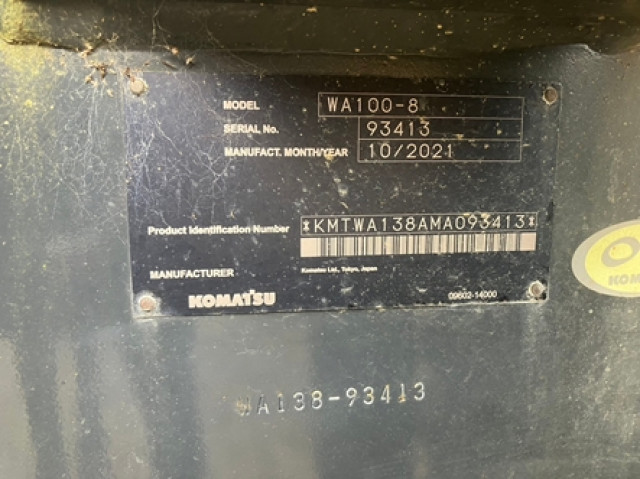 MODEL WA100-8
SERIAL No. 93413
MANUFACT. MONTH/YEAR 10/2021
Product Identification Number *KMTWA138AMA093413*
MANUFACTURER Komatsu Ltd., Tokyo, Japan
KOMATSU 09602-14000
KOM
WA138-93413